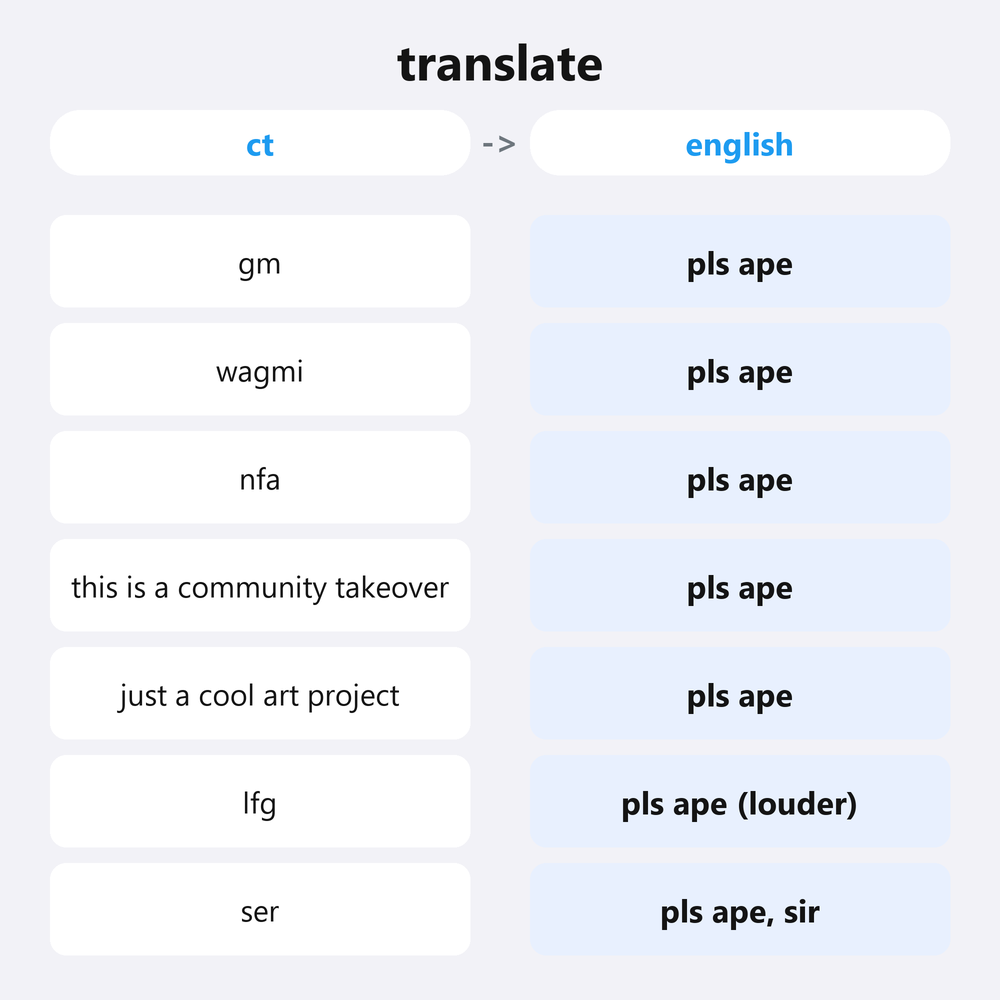 translate
ct -> english
gm pls ape
wagmi pls ape
nfa pls ape
this is a community takeover pls ape
just a cool art project pls ape
lfg pls ape (louder)
ser pls ape, sir